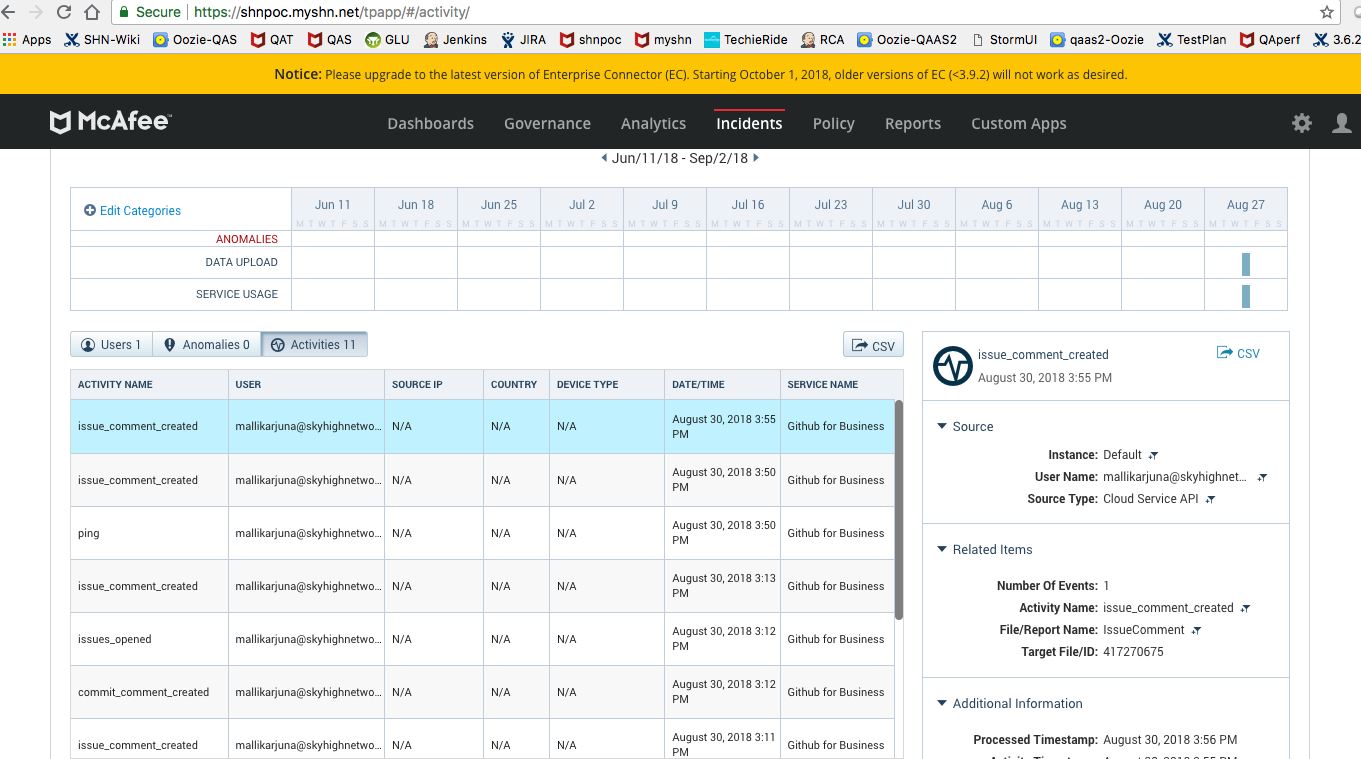 Secure https://shnpoc.myshn.net/tpapp/#/activity/
Apps SHN-Wiki Oozie-QAS QAT QAS GLU Jenkins JIRA shnpoc myshn TechieRide RCA Oozie-QAAS2 StormUI qaas2-Oozie TestPlan QAperf 3.6.2
Notice: Please upgrade to the latest version of Enterprise Connector (EC). Starting October 1, 2018, older versions of EC (<3.9.2) will not work as desired.
McAfee Dashboards Governance Analytics Incidents Policy Reports Custom Apps
Jun/11/18 - Sep/2/18
Edit Categories Jun 11 Jun 18 Jun 25 Jul 2 Jul 9 Jul 16 Jul 23 Jul 30 Aug 6 Aug 13 Aug 20 Aug 27
M T W T F S S M T W T F S S M T W T F S S M T W T F S S M T W T F S S M T W T F S S M T W T F S S M T W T F S S M T W T F S S M T W T F S S M T W T F S S M T W T F S S
ANOMALIES
DATA UPLOAD
SERVICE USAGE
Users 1 Anomalies 0 Activities 11 CSV
ACTIVITY NAME USER SOURCE IP COUNTRY DEVICE TYPE DATE/TIME SERVICE NAME
issue_comment_created mallikarjuna@skyhighnetwo... N/A N/A N/A August 30, 2018 3:55 PM Github for Business
issue_comment_created mallikarjuna@skyhighnetwo... N/A N/A N/A August 30, 2018 3:50 PM Github for Business
ping mallikarjuna@skyhighnetwo... N/A N/A N/A August 30, 2018 3:50 PM Github for Business
issue_comment_created mallikarjuna@skyhighnetwo... N/A N/A N/A August 30, 2018 3:13 PM Github for Business
issues_opened mallikarjuna@skyhighnetwo... N/A N/A N/A August 30, 2018 3:12 PM Github for Business
commit_comment_created mallikarjuna@skyhighnetwo... N/A N/A N/A August 30, 2018 3:12 PM Github for Business
issue_comment_created mallikarjuna@skyhighnetwo... N/A N/A N/A August 30, 2018 3:11 PM Github for Business
issue_comment_created CSV
August 30, 2018 3:55 PM
Source
Instance: Default
User Name: mallikarjuna@skyhighnet...
Source Type: Cloud Service API
Related Items
Number Of Events: 1
Activity Name: issue_comment_created
File/Report Name: IssueComment
Target File/ID: 417270675
Additional Information
Processed Timestamp: August 30, 2018 3:56 PM